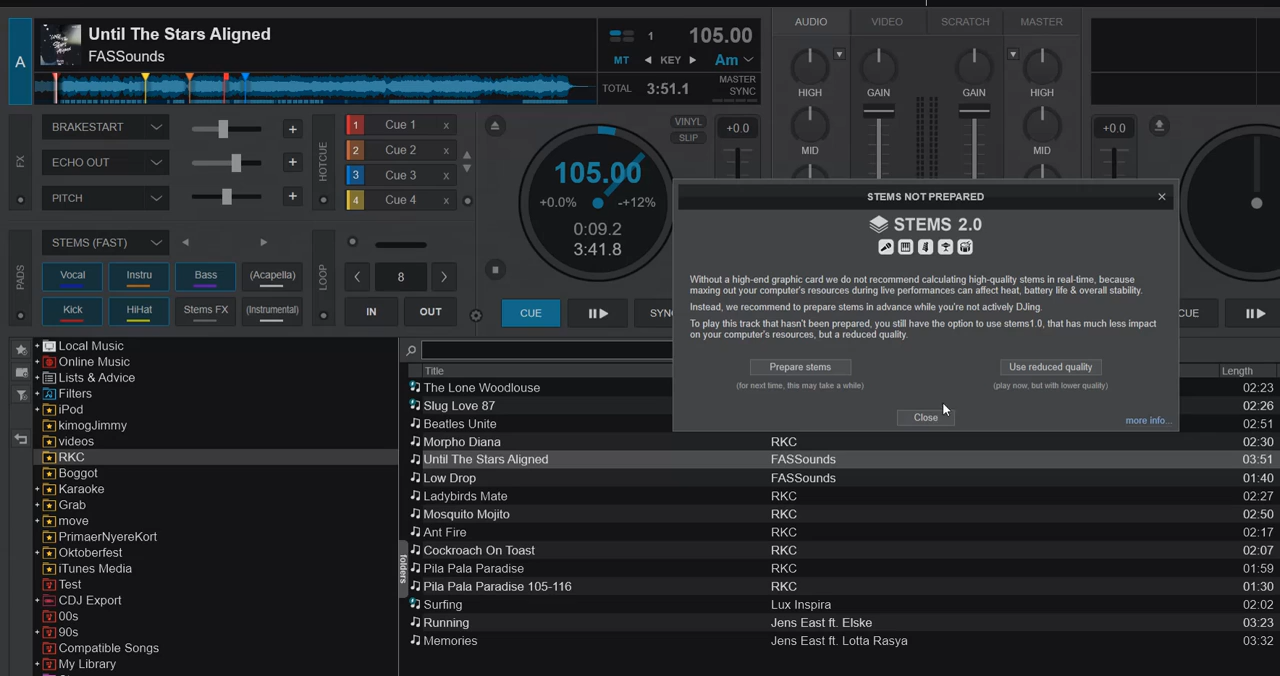 A
Until The Stars Aligned
FASSounds
1
105.00
MT
KEY
Am
TOTAL
3:51.1
MASTER
SYNC
AUDIO
VIDEO
SCRATCH
MASTER
HIGH
GAIN
GAIN
HIGH
MID
MID
FX
BRAKESTART
+
ECHO OUT
+
PITCH
+
HOTCUE
1 Cue 1 x
2 Cue 2 x
3 Cue 3 x
4 Cue 4 x
VINYL
SLIP
+0.0
+0.0
105.00
+0.0%
-+12%
0:09.2
3:41.8
PADS
STEMS (FAST)
Vocal
Instru
Bass
(Acapella)
Kick
HiHat
Stems FX
(Instrumental)
LOOP
8
IN
OUT
CUE
SYN
CUE
STEMS NOT PREPARED
STEMS 2.0
Without a high-end graphic card we do not recommend calculating high-quality stems in real-time, because
maxing out your computer's resources during live performances can affect heat, battery life & overall stability.
Instead, we recommend to prepare stems in advance while you're not actively DJing.
To play this track that hasn't been prepared, you still have the option to use stems1.0, that has much less impact
on your computer's resources, but a reduced quality.
Prepare stems
(for next time, this may take a while)
Use reduced quality
(play now, but with lower quality)
Close
more info...
Local Music
Online Music
Lists & Advice
Filters
iPod
kimogJimmy
videos
RKC
Boggot
Karaoke
Grab
move
PrimaerNyereKort
Oktoberfest
iTunes Media
Test
CDJ Export
00s
90s
Compatible Songs
My Library
folders
Title
Length
The Lone Woodlouse 02:23
Slug Love 87 02:26
Beatles Unite 02:51
Morpho Diana RKC 02:30
Until The Stars Aligned FASSounds 03:51
Low Drop FASSounds 01:40
Ladybirds Mate RKC 02:27
Mosquito Mojito RKC 02:50
Ant Fire RKC 02:17
Cockroach On Toast RKC 02:07
Pila Pala Paradise RKC 01:59
Pila Pala Paradise 105-116 RKC 01:30
Surfing Lux Inspira 02:02
Running Jens East ft. Elske 03:23
Memories Jens East ft. Lotta Rasya 03:32